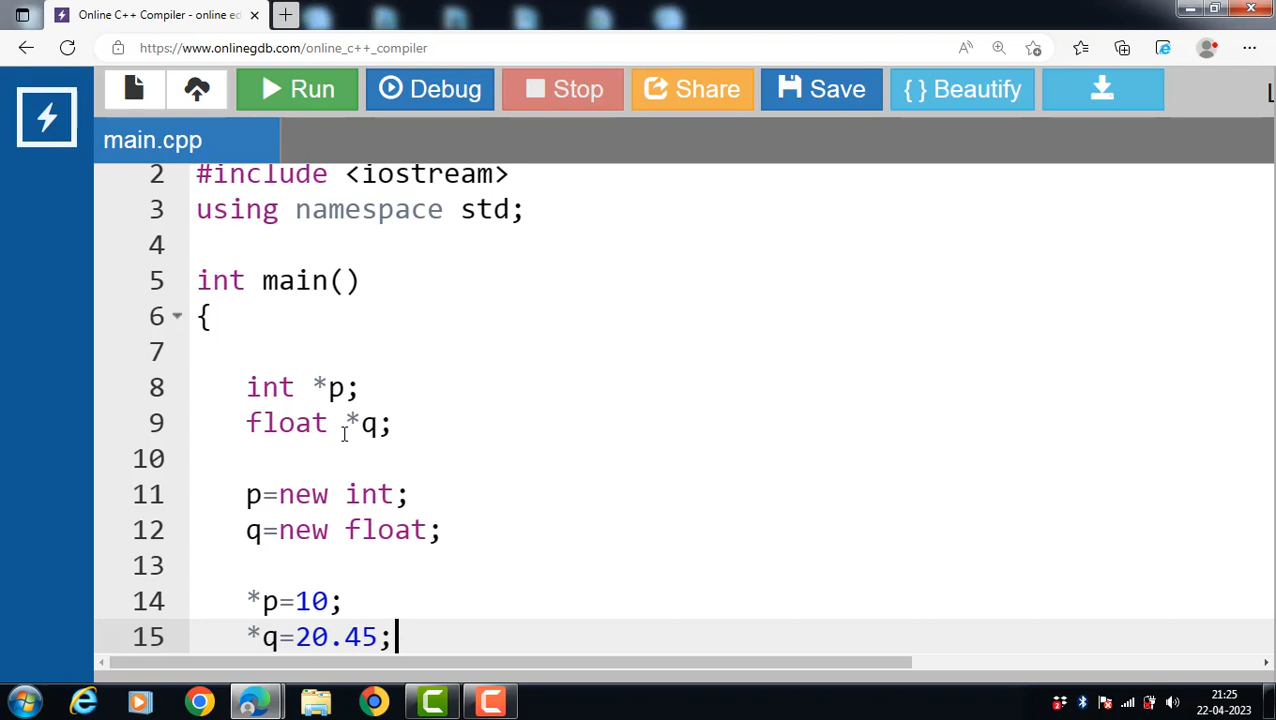 Online C++ Compiler - online ed
https://www.onlinegdb.com/online_c++_compiler
Run
Debug
Stop
Share
Save
{ } Beautify
main.cpp
2 #include <iostream>
3 using namespace std;
4
5 int main()
6 {
7
8 int *p;
9 float *q;
10
11 p=new int;
12 q=new float;
13
14 *p=10;
15 *q=20.45;
21:25
22-04-2023